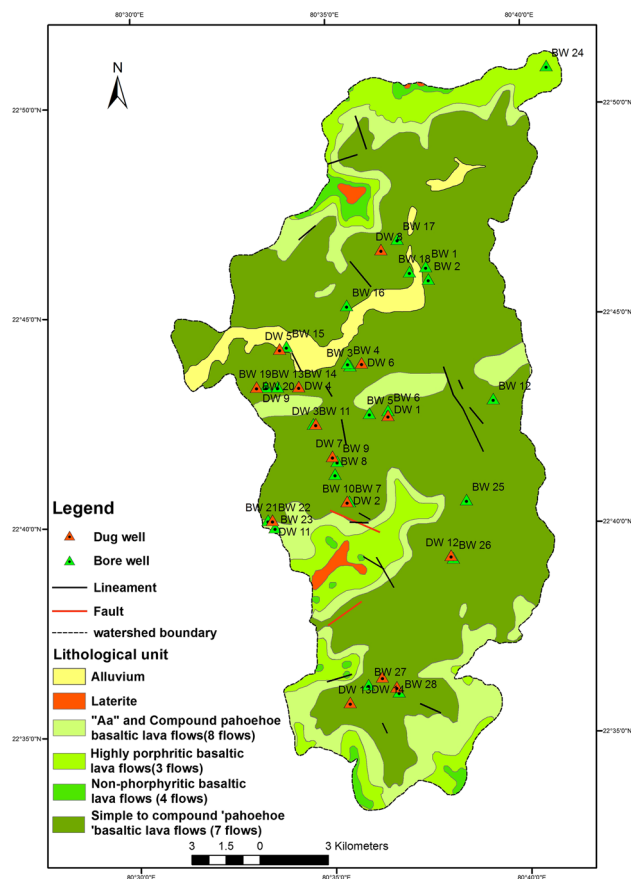 80°30'0"E 80°35'0"E 80°40'0"E
N
BW 24
22°50'0"N 22°50'0"N
BW 17
DW 8
BW 1
BW 18
BW 2
BW 16
22°45'0"N 22°45'0"N
DW 5 BW 15
BW 3 BW 4
DW 6
BW 19 BW 13 BW 14
BW 20 DW 4
DW 9
BW 12
BW 5 BW 6
DW 3 BW 11 DW 1
DW 7
BW 9
BW 8
BW 10 BW 7
DW 2
BW 25
Legend
BW 21 BW 22
BW 23
22°40'0"N 22°40'0"N
DW 11
Dug well
DW 12 BW 26
Bore well
Lineament
Fault
watershed boundary
Lithological unit
Alluvium
BW 27
Laterite
BW 28
DW 13
"Aa" and Compound pahoehoe
basaltic lava flows(8 flows)
22°35'0"N 22°35'0"N
Highly porphritic basaltic
lava flows(3 flows)
Non-phorphyritic basaltic
lava flows (4 flows)
Simple to compound 'pahoehoe
'basaltic lava flows (7 flows)
3 1.5 0 3 Kilometers
80°30'0"E 80°35'0"E 80°40'0"E